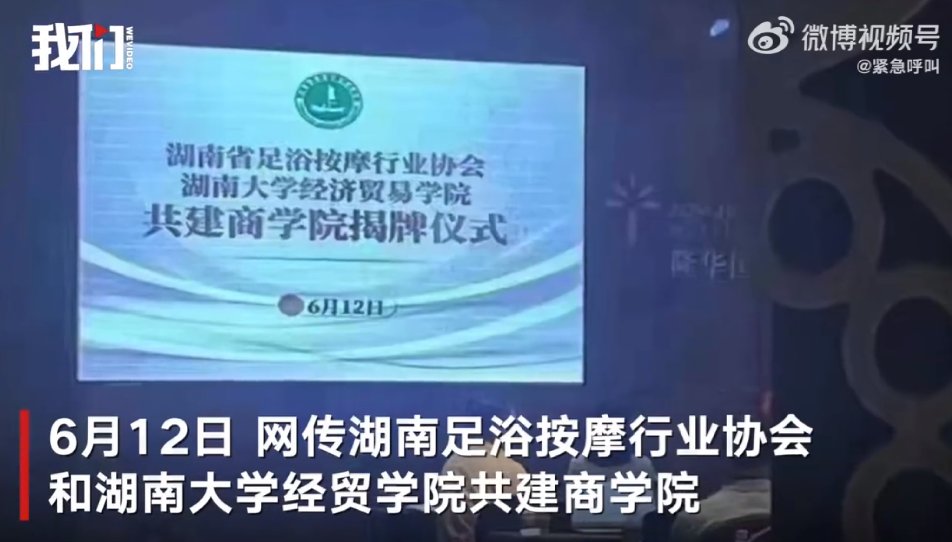 我们
WEVIDEO
微博视频号
@紧急呼叫
湖南省足浴按摩行业协会
湖南大学经济贸易学院
共建商学院揭牌仪式
6月12日
隆华
6月12日 网传湖南足浴按摩行业协会
和湖南大学经贸学院共建商学院